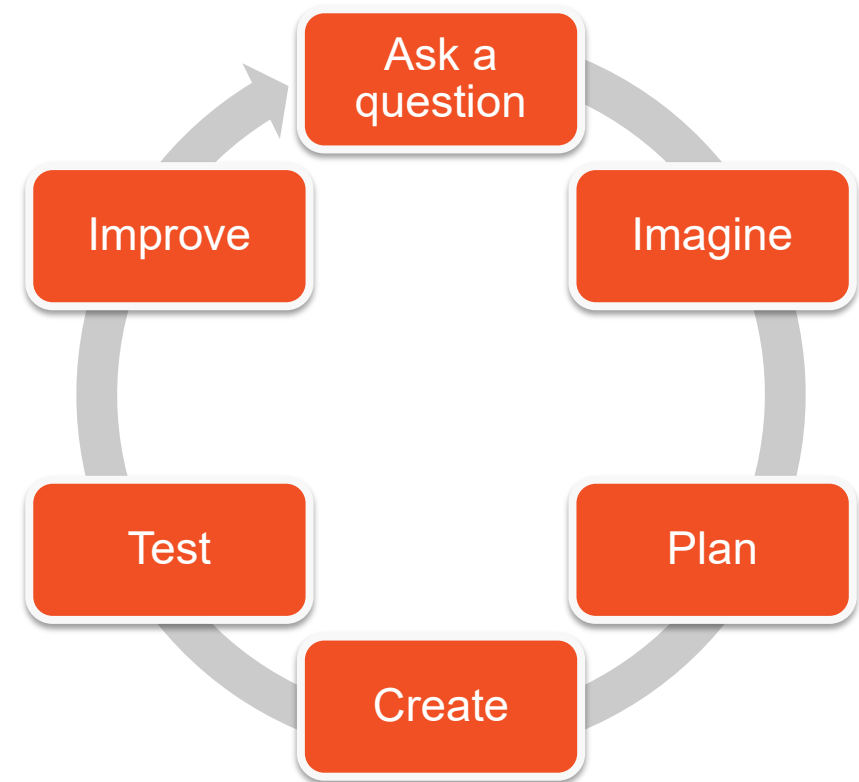 Ask a
question
Imagine
Plan
Create
Test
Improve